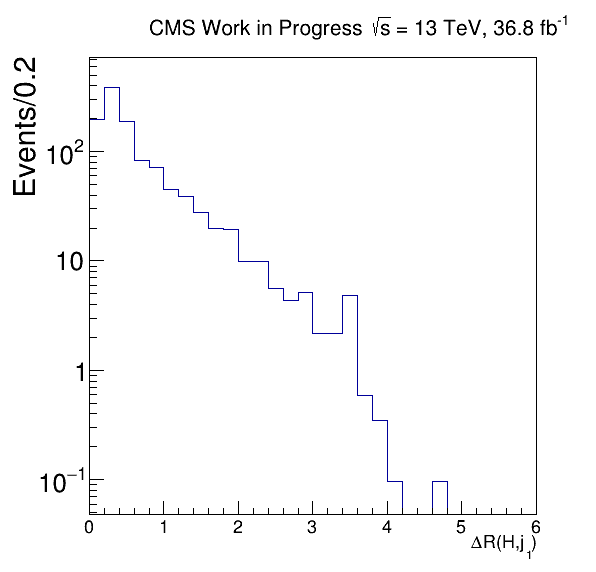 CMS Work in Progress √s = 13 TeV, 36.8 fb⁻¹
Events/0.2
10²
10
1
10⁻¹
0 1 2 3 4 5 6
ΔR(H,j₁)